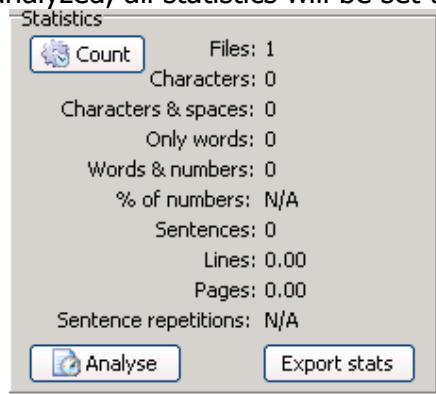 Statistics
Count Files: 1
Characters: 0
Characters & spaces: 0
Only words: 0
Words & numbers: 0
% of numbers: N/A
Sentences: 0
Lines: 0.00
Pages: 0.00
Sentence repetitions: N/A
Analyse Export stats